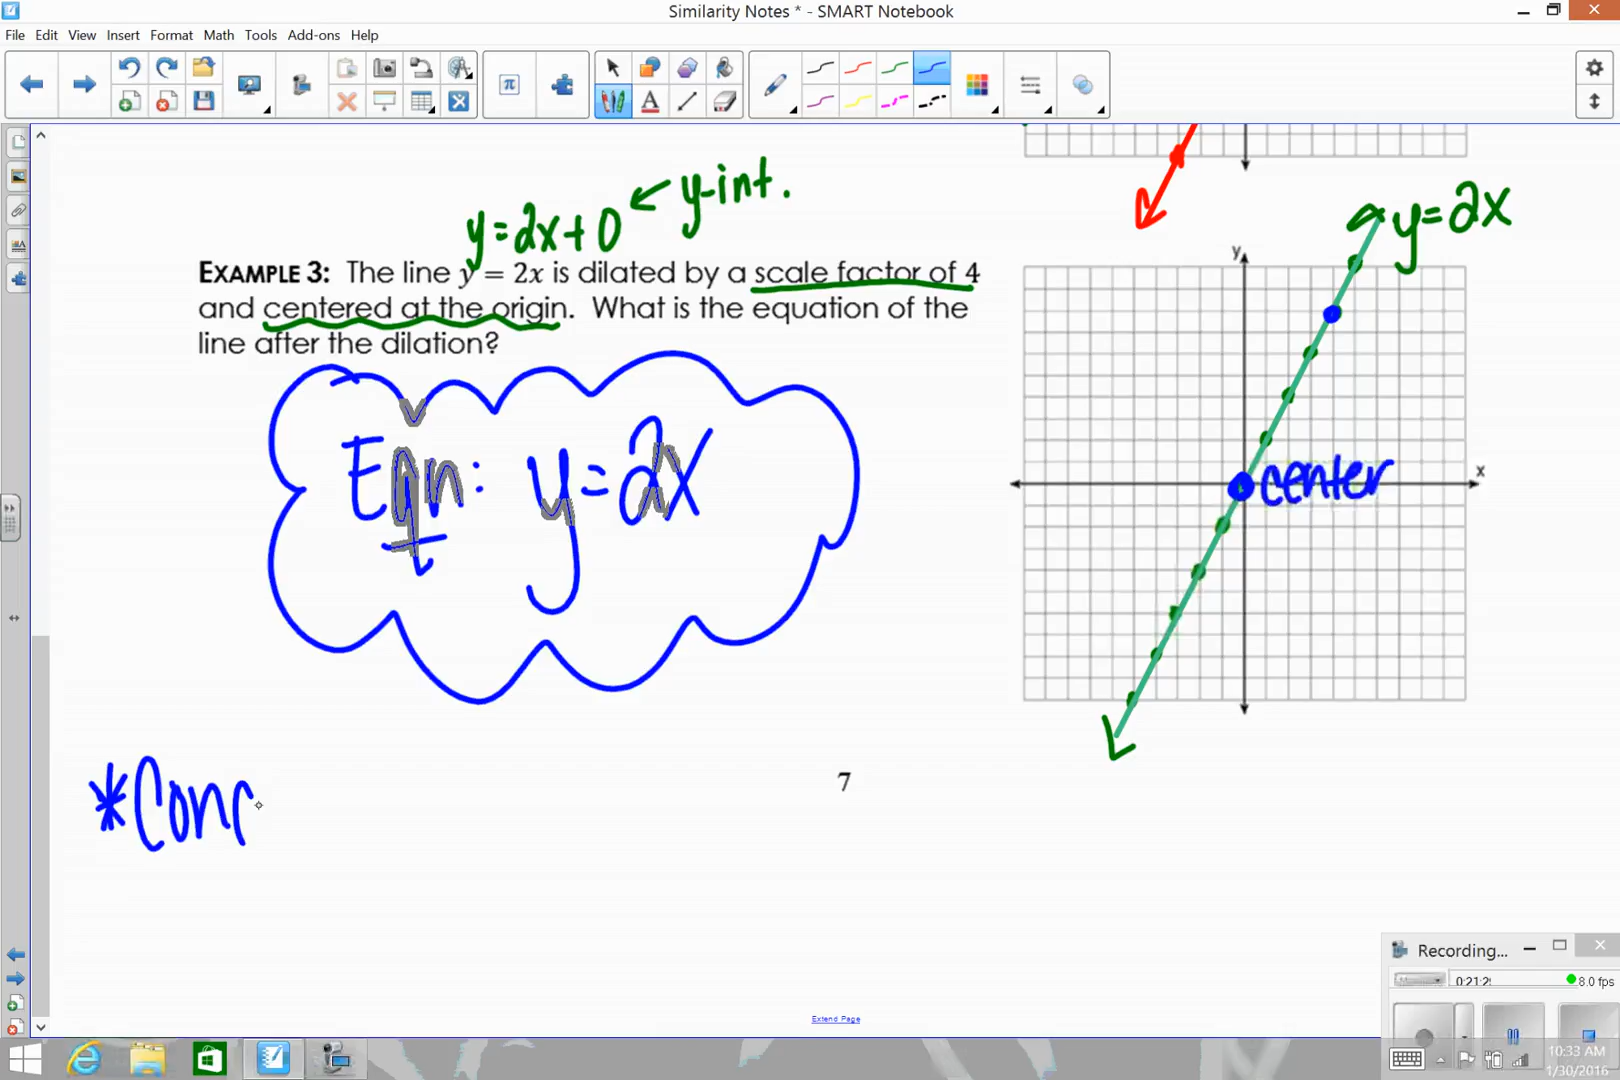 Similarity Notes * - SMART Notebook
File Edit View Insert Format Math Tools Add-ons Help
y=2x+0 ← y-int.
y=2x
EXAMPLE 3: The line y = 2x is dilated by a scale factor of 4
and centered at the origin. What is the equation of the
line after the dilation?
y
x
center
Eqn: y=2x
7
*Conc
Extend Page
Recording...
0:21:2
8.0 fps
10:33 AM
1/30/2016